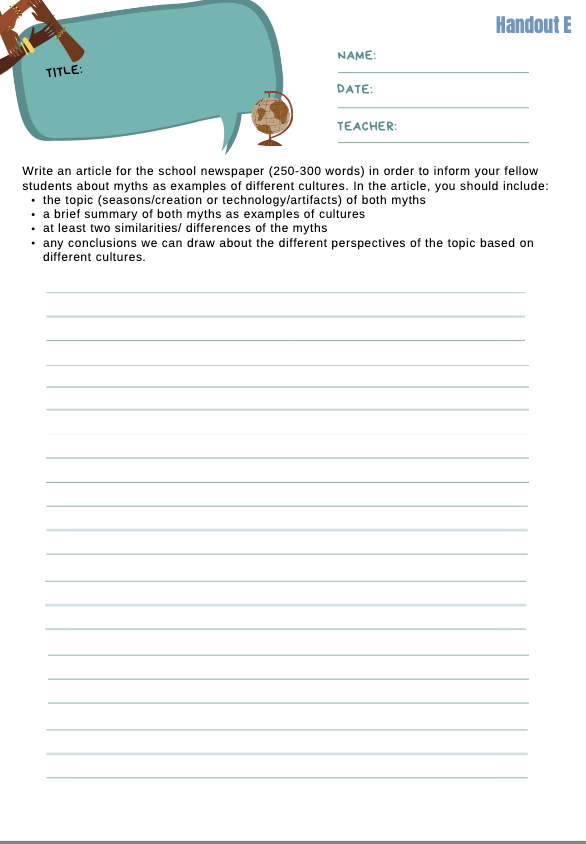 Handout E
TITLE:
NAME:
DATE:
TEACHER:
Write an article for the school newspaper (250-300 words) in order to inform your fellow
students about myths as examples of different cultures. In the article, you should include:
• the topic (seasons/creation or technology/artifacts) of both myths
• a brief summary of both myths as examples of cultures
• at least two similarities/ differences of the myths
• any conclusions we can draw about the different perspectives of the topic based on
different cultures.